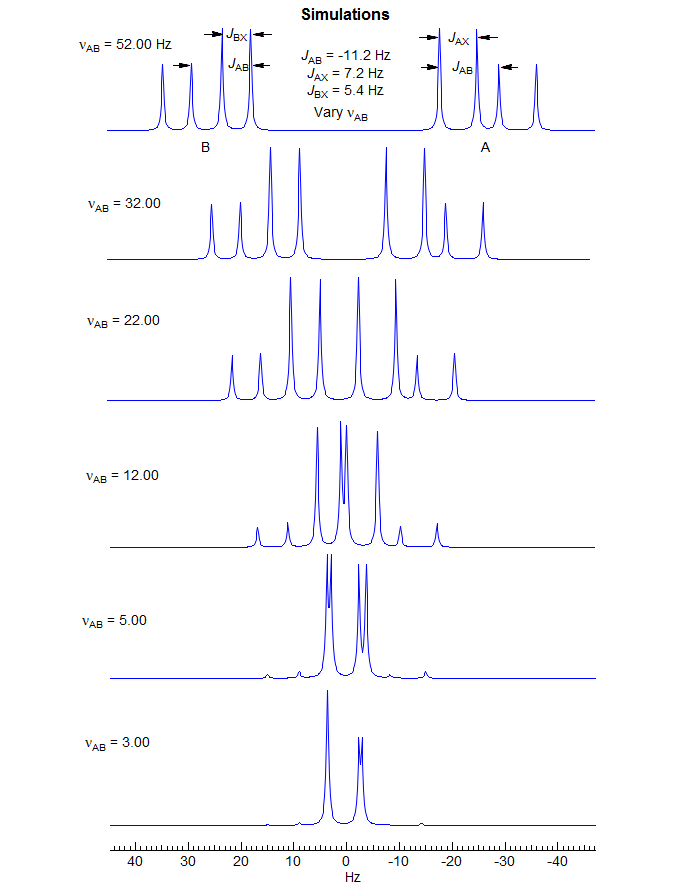 Simulations
νAB = 52.00 Hz
JBX
JAB
JAB = -11.2 Hz
JAX = 7.2 Hz
JBX = 5.4 Hz
Vary νAB
JAX
JAB
B
A
νAB = 32.00
νAB = 22.00
νAB = 12.00
νAB = 5.00
νAB = 3.00
40 30 20 10 0 -10 -20 -30 -40
Hz